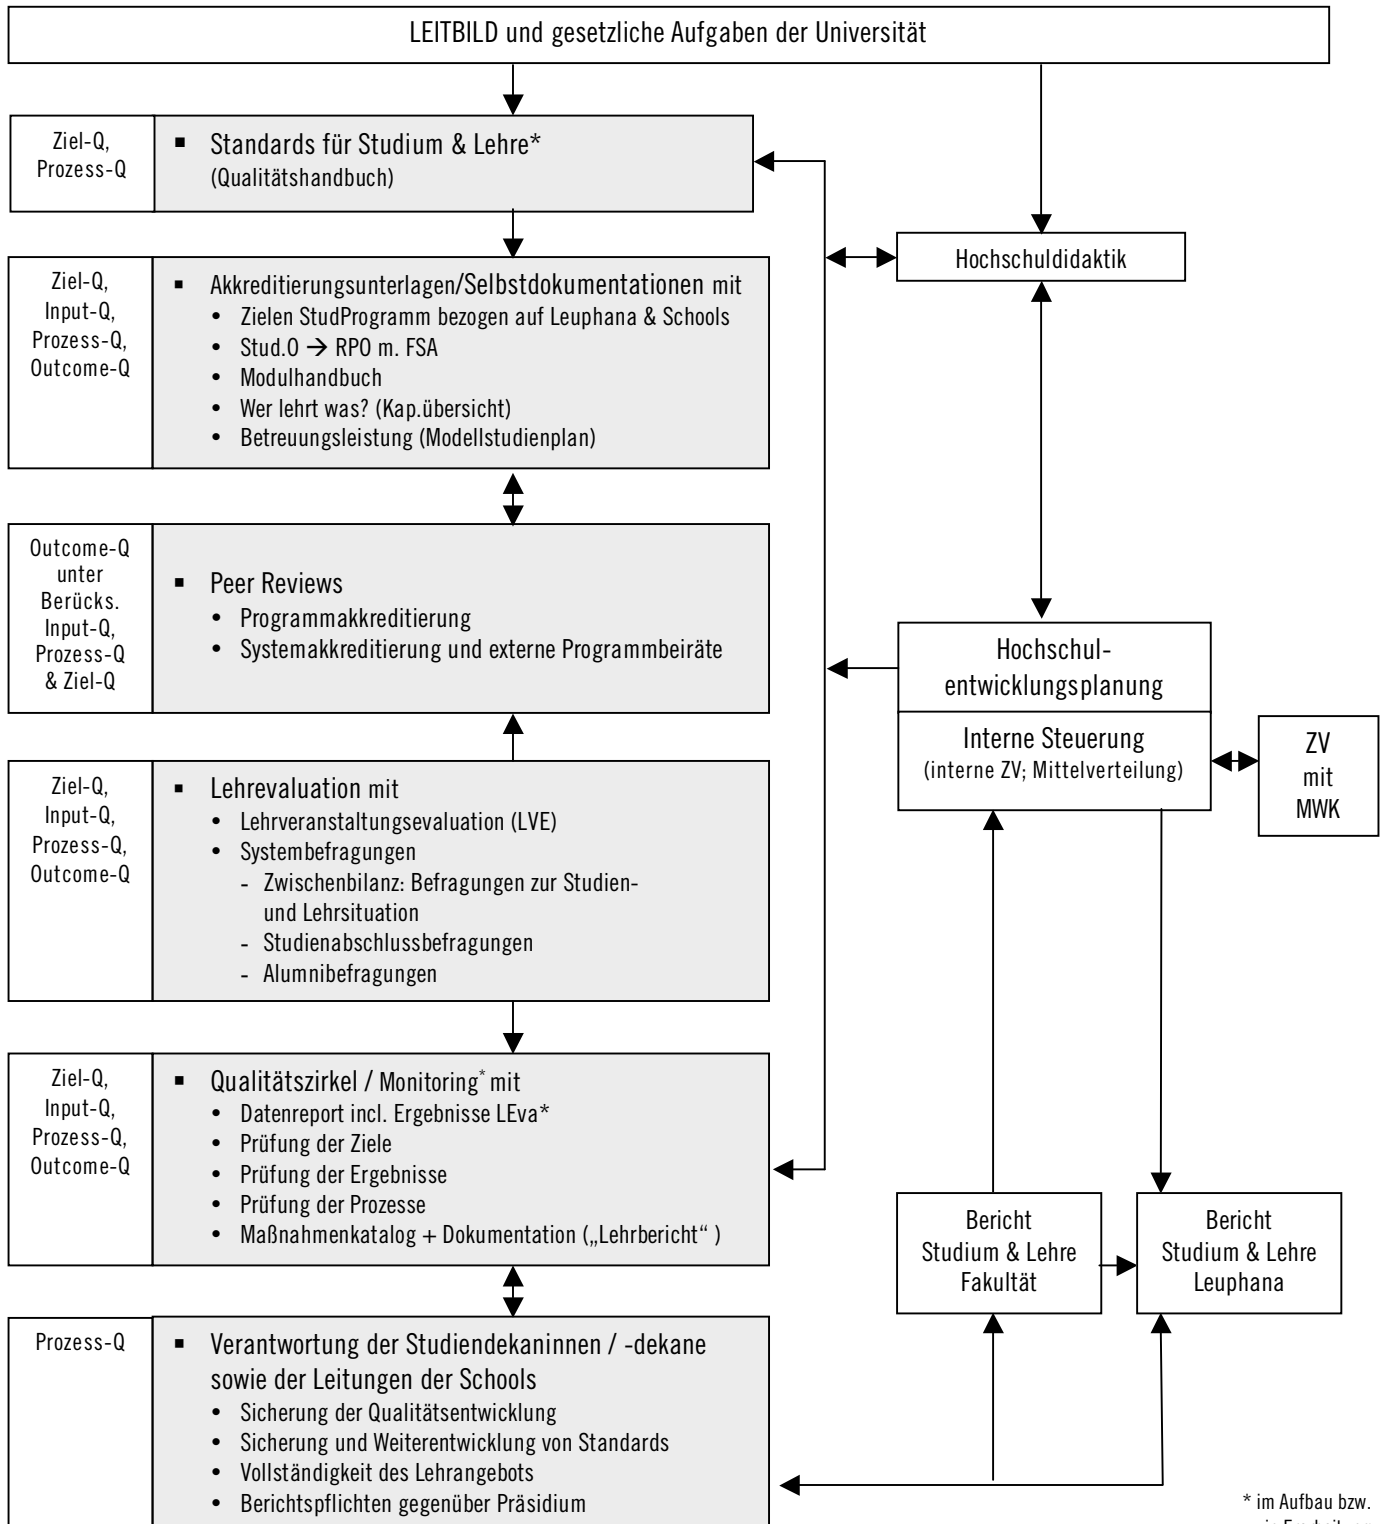 LEITBILD und gesetzliche Aufgaben der Universität
Ziel-Q,
Prozess-Q
▪ Standards für Studium & Lehre*
(Qualitätshandbuch)
Hochschuldidaktik
Ziel-Q,
Input-Q,
Prozess-Q,
Outcome-Q
▪ Akkreditierungsunterlagen/Selbstdokumentationen mit
• Zielen StudProgramm bezogen auf Leuphana & Schools
• Stud.O → RPO m. FSA
• Modulhandbuch
• Wer lehrt was? (Kap.übersicht)
• Betreuungsleistung (Modellstudienplan)
Outcome-Q
unter
Berücks.
Input-Q,
Prozess-Q
& Ziel-Q
▪ Peer Reviews
• Programmakkreditierung
• Systemakkreditierung und externe Programmbeiräte
Hochschul-
entwicklungsplanung
Interne Steuerung
(interne ZV; Mittelverteilung)
ZV
mit
MWK
Ziel-Q,
Input-Q,
Prozess-Q,
Outcome-Q
▪ Lehrevaluation mit
• Lehrveranstaltungsevaluation (LVE)
• Systembefragungen
- Zwischenbilanz: Befragungen zur Studien-
und Lehrsituation
- Studienabschlussbefragungen
- Alumnibefragungen
Ziel-Q,
Input-Q,
Prozess-Q,
Outcome-Q
▪ Qualitätszirkel / Monitoring* mit
• Datenreport incl. Ergebnisse LEva*
• Prüfung der Ziele
• Prüfung der Ergebnisse
• Prüfung der Prozesse
• Maßnahmenkatalog + Dokumentation („Lehrbericht“ )
Bericht
Studium & Lehre
Fakultät
Bericht
Studium & Lehre
Leuphana
Prozess-Q
▪ Verantwortung der Studiendekaninnen / -dekane
sowie der Leitungen der Schools
• Sicherung der Qualitätsentwicklung
• Sicherung und Weiterentwicklung von Standards
• Vollständigkeit des Lehrangebots
• Berichtspflichten gegenüber Präsidium
* im Aufbau bzw.